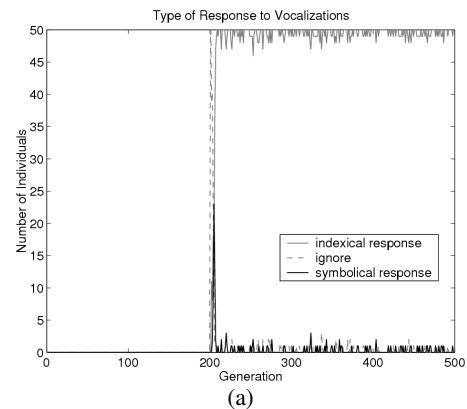 Type of Response to Vocalizations
Number of Individuals
50
45
40
35
30
25
20
15
10
5
0
indexical response
ignore
symbolical response
0 100 200 300 400 500
Generation
(a)